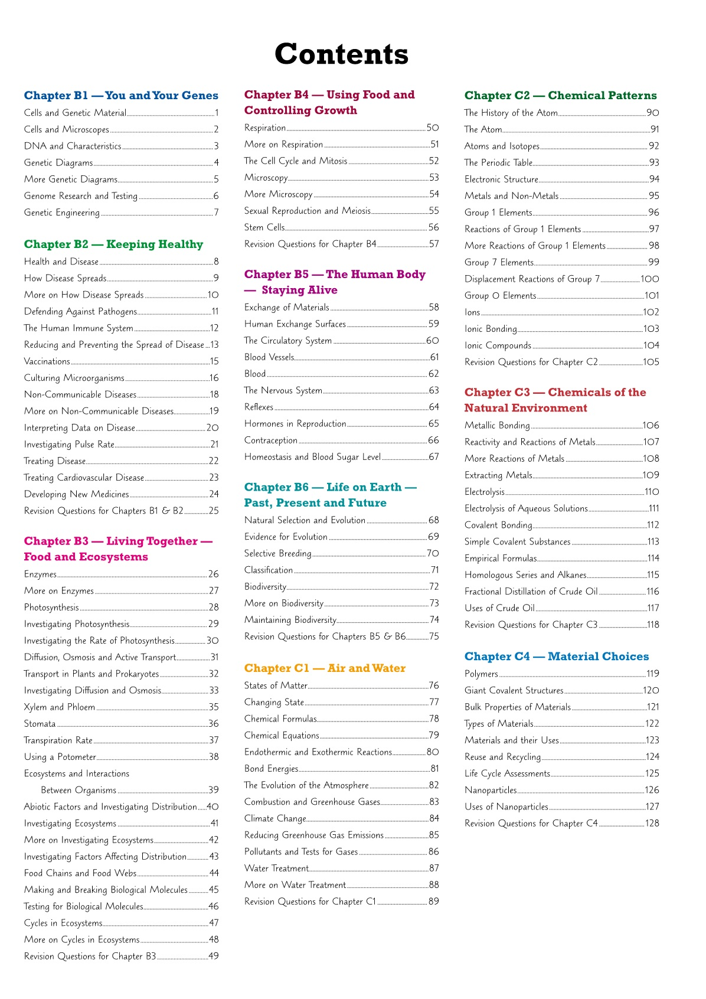 Contents
Chapter B1 — You and Your Genes
Cells and Genetic Material 1
Cells and Microscopes 2
DNA and Characteristics 3
Genetic Diagrams 4
More Genetic Diagrams 5
Genome Research and Testing 6
Genetic Engineering 7
Chapter B2 — Keeping Healthy
Health and Disease 8
How Disease Spreads 9
More on How Disease Spreads 10
Defending Against Pathogens 11
The Human Immune System 12
Reducing and Preventing the Spread of Disease 13
Vaccinations 15
Culturing Microorganisms 16
Non-Communicable Diseases 18
More on Non-Communicable Diseases 19
Interpreting Data on Disease 20
Investigating Pulse Rate 21
Treating Disease 22
Treating Cardiovascular Disease 23
Developing New Medicines 24
Revision Questions for Chapters B1 & B2 25
Chapter B3 — Living Together —
Food and Ecosystems
Enzymes 26
More on Enzymes 27
Photosynthesis 28
Investigating Photosynthesis 29
Investigating the Rate of Photosynthesis 30
Diffusion, Osmosis and Active Transport 31
Transport in Plants and Prokaryotes 32
Investigating Diffusion and Osmosis 33
Xylem and Phloem 35
Stomata 36
Transpiration Rate 37
Using a Potometer 38
Ecosystems and Interactions
Between Organisms 39
Abiotic Factors and Investigating Distribution 40
Investigating Ecosystems 41
More on Investigating Ecosystems 42
Investigating Factors Affecting Distribution 43
Food Chains and Food Webs 44
Making and Breaking Biological Molecules 45
Testing for Biological Molecules 46
Cycles in Ecosystems 47
More on Cycles in Ecosystems 48
Revision Questions for Chapter B3 49
Chapter B4 — Using Food and
Controlling Growth
Respiration 50
More on Respiration 51
The Cell Cycle and Mitosis 52
Microscopy 53
More Microscopy 54
Sexual Reproduction and Meiosis 55
Stem Cells 56
Revision Questions for Chapter B4 57
Chapter B5 — The Human Body
— Staying Alive
Exchange of Materials 58
Human Exchange Surfaces 59
The Circulatory System 60
Blood Vessels 61
Blood 62
The Nervous System 63
Reflexes 64
Hormones in Reproduction 65
Contraception 66
Homeostasis and Blood Sugar Level 67
Chapter B6 — Life on Earth —
Past, Present and Future
Natural Selection and Evolution 68
Evidence for Evolution 69
Selective Breeding 70
Classification 71
Biodiversity 72
More on Biodiversity 73
Maintaining Biodiversity 74
Revision Questions for Chapters B5 & B6 75
Chapter C1 — Air and Water
States of Matter 76
Changing State 77
Chemical Formulas 78
Chemical Equations 79
Endothermic and Exothermic Reactions 80
Bond Energies 81
The Evolution of the Atmosphere 82
Combustion and Greenhouse Gases 83
Climate Change 84
Reducing Greenhouse Gas Emissions 85
Pollutants and Tests for Gases 86
Water Treatment 87
More on Water Treatment 88
Revision Questions for Chapter C1 89
Chapter C2 — Chemical Patterns
The History of the Atom 90
The Atom 91
Atoms and Isotopes 92
The Periodic Table 93
Electronic Structure 94
Metals and Non-Metals 95
Group 1 Elements 96
Reactions of Group 1 Elements 97
More Reactions of Group 1 Elements 98
Group 7 Elements 99
Displacement Reactions of Group 7 100
Group 0 Elements 101
Ions 102
Ionic Bonding 103
Ionic Compounds 104
Revision Questions for Chapter C2 105
Chapter C3 — Chemicals of the
Natural Environment
Metallic Bonding 106
Reactivity and Reactions of Metals 107
More Reactions of Metals 108
Extracting Metals 109
Electrolysis 110
Electrolysis of Aqueous Solutions 111
Covalent Bonding 112
Simple Covalent Substances 113
Empirical Formulas 114
Homologous Series and Alkanes 115
Fractional Distillation of Crude Oil 116
Uses of Crude Oil 117
Revision Questions for Chapter C3 118
Chapter C4 — Material Choices
Polymers 119
Giant Covalent Structures 120
Bulk Properties of Materials 121
Types of Materials 122
Materials and their Uses 123
Reuse and Recycling 124
Life Cycle Assessments 125
Nanoparticles 126
Uses of Nanoparticles 127
Revision Questions for Chapter C4 128